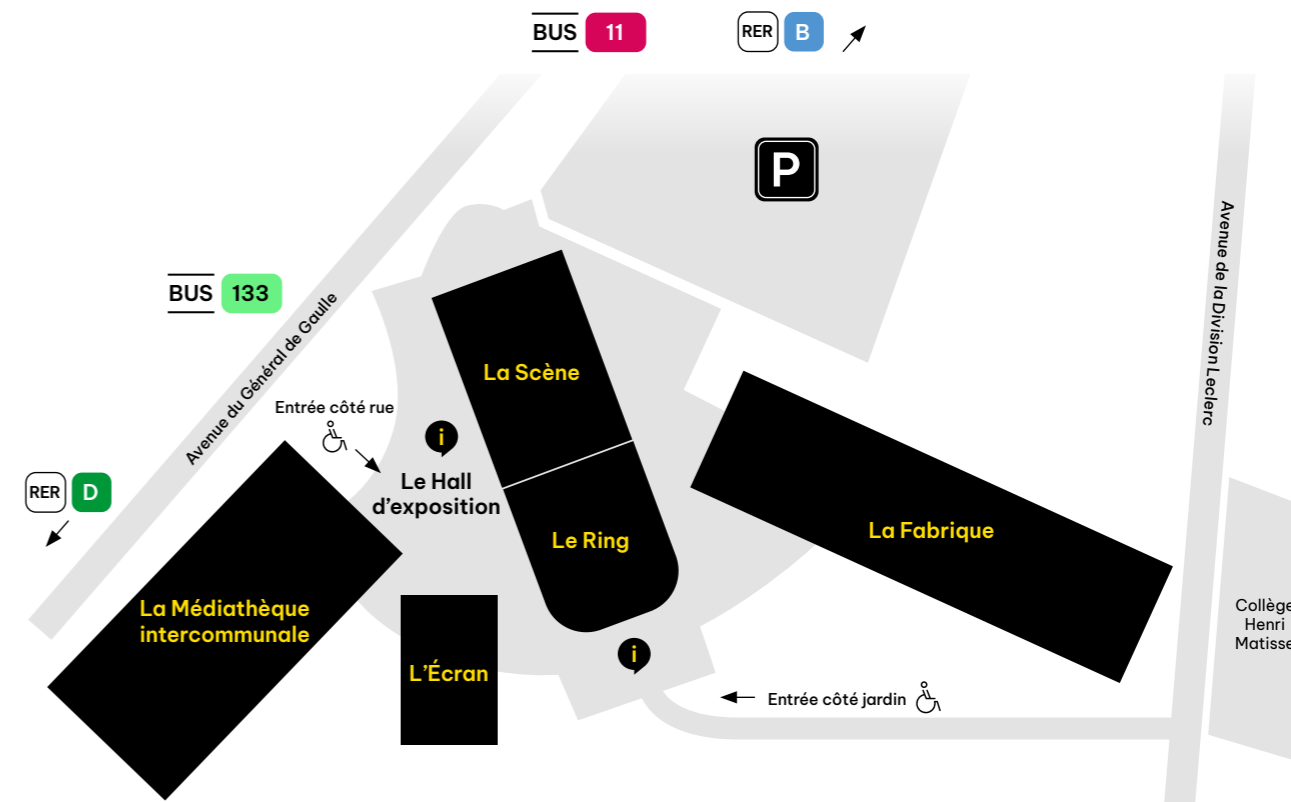 BUS 11
RER B
P
Avenue de la Division Leclerc
BUS 133
Avenue du Général de Gaulle
La Scène
Entrée côté rue
i
Le Hall
d'exposition
RER D
Le Ring
La Fabrique
La Médiathèque
intercommunale
Collège
Henri
Matisse
L'Écran
i
Entrée côté jardin